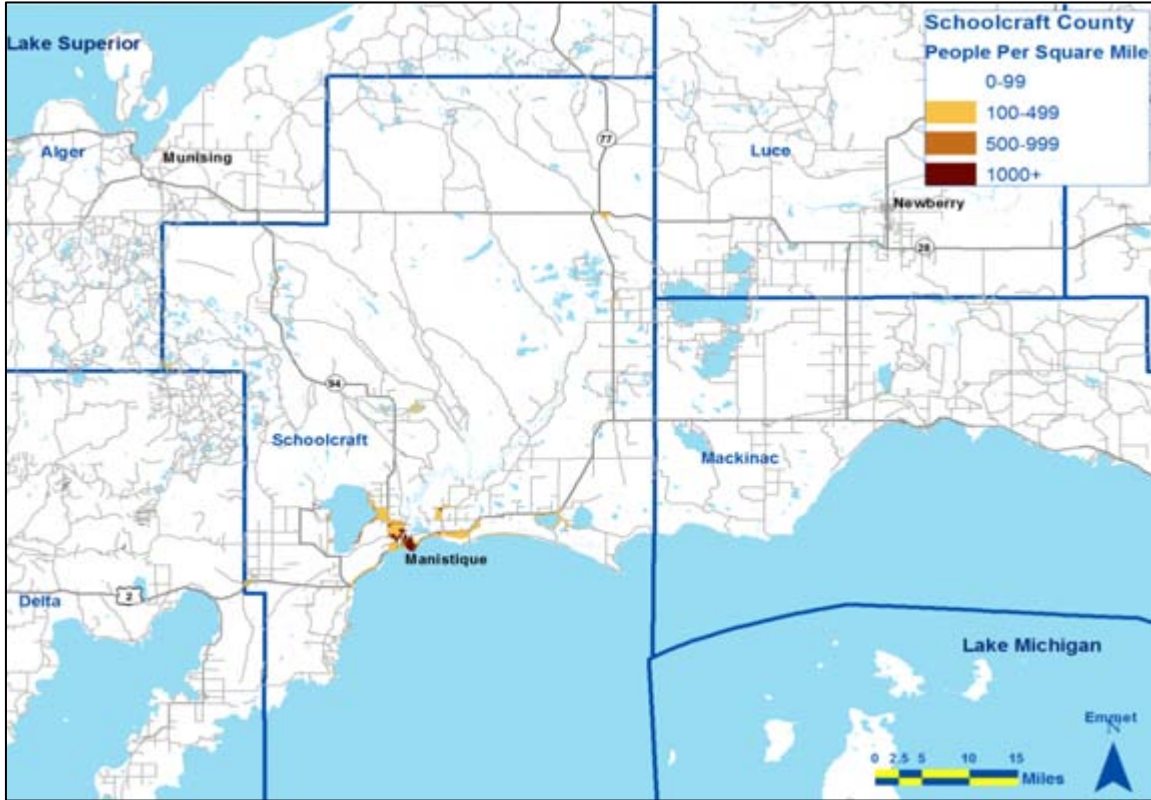 Schoolcraft County
People Per Square Mile
0-99
100-499
500-999
1000+
Lake Superior
Alger
Munising
77
Luce
Newberry
28
94
Schoolcraft
Mackinac
Manistique
2
Delta
Lake Michigan
Emmet
N
0 2.5 5 10 15
Miles